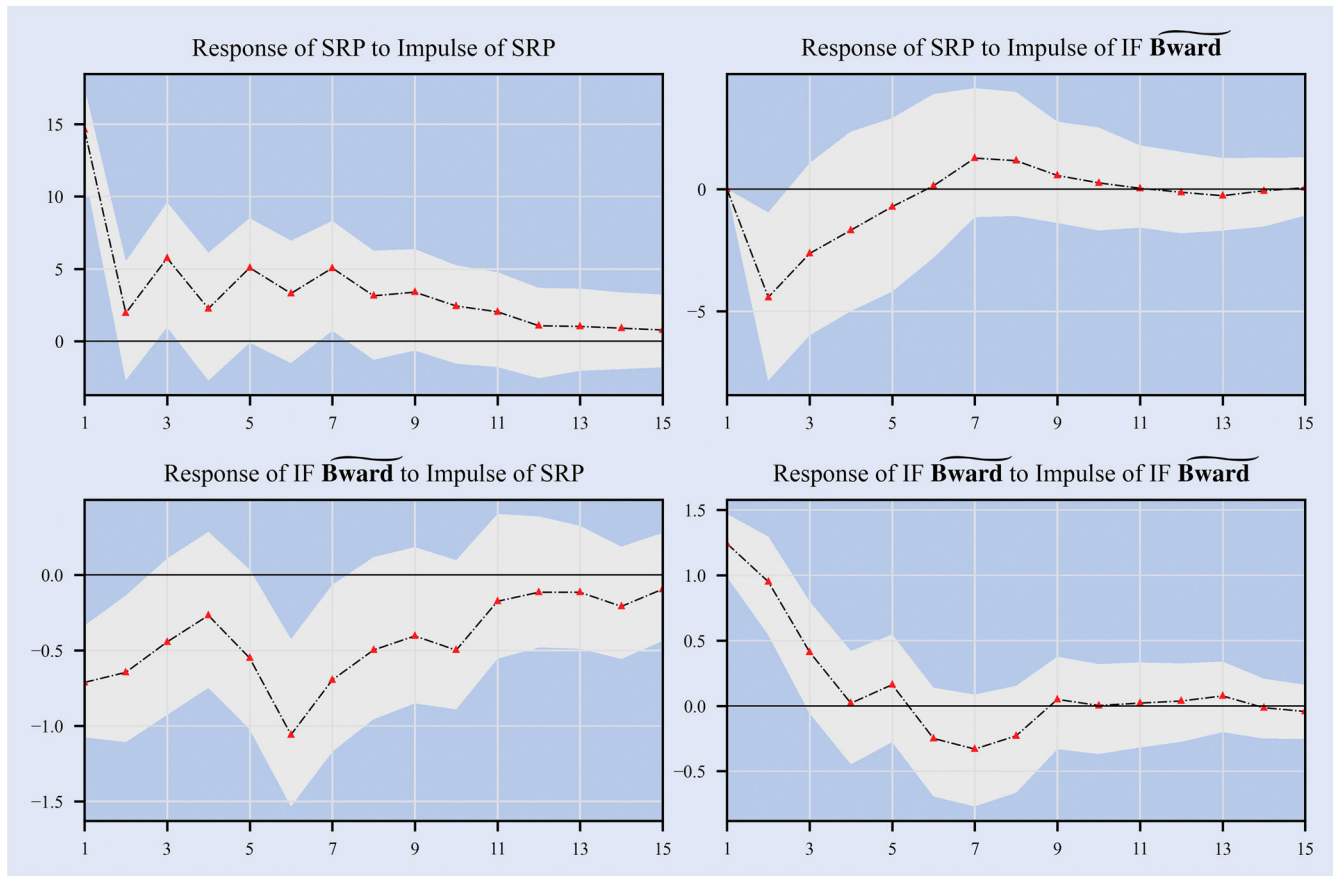 Response of SRP to Impulse of SRP
15
10
5
0
1 3 5 7 9 11 13 15
Response of SRP to Impulse of IF Bward
0
−5
1 3 5 7 9 11 13 15
Response of IF Bward to Impulse of SRP
0.0
−0.5
−1.0
−1.5
1 3 5 7 9 11 13 15
Response of IF Bward to Impulse of IF Bward
1.5
1.0
0.5
0.0
−0.5
1 3 5 7 9 11 13 15